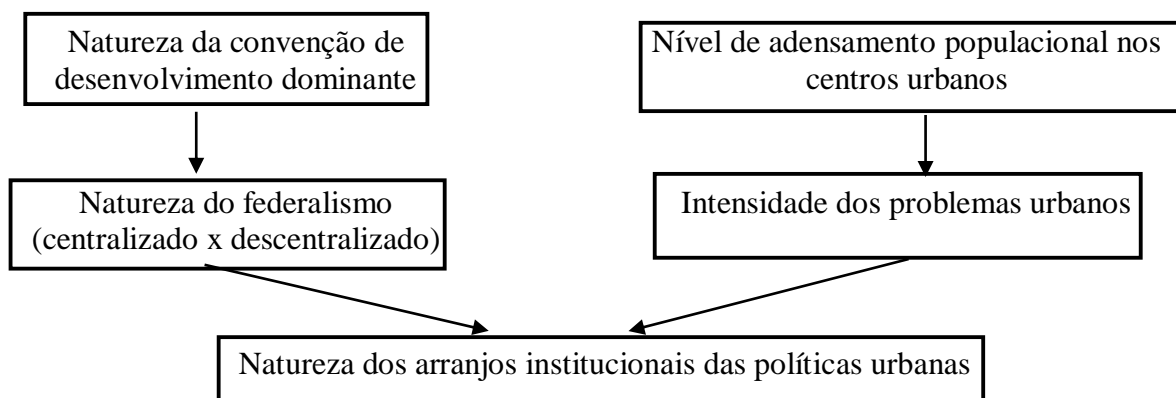 Natureza da convenção de
desenvolvimento dominante
Nível de adensamento populacional nos
centros urbanos
Natureza do federalismo
(centralizado x descentralizado)
Intensidade dos problemas urbanos
Natureza dos arranjos institucionais das políticas urbanas